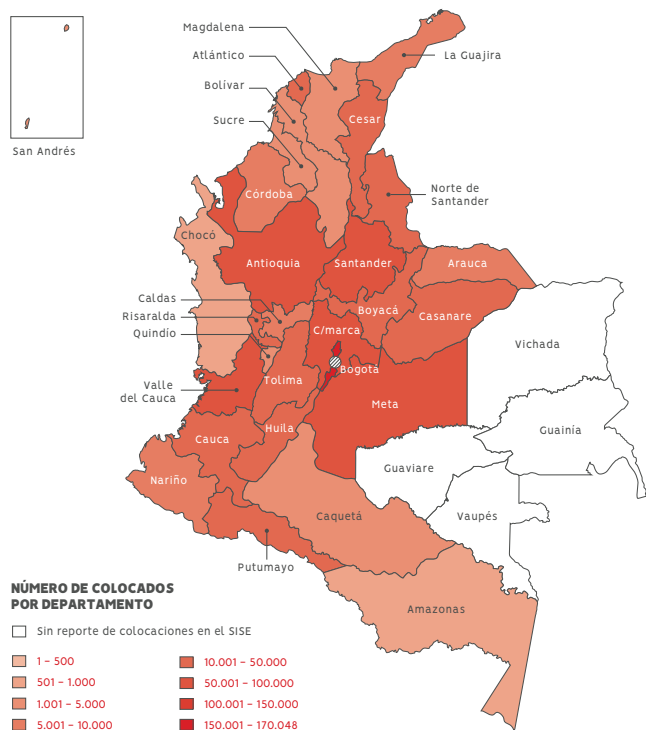 Magdalena
La Guajira
Atlántico
Bolívar
Cesar
Sucre
San Andrés
Norte de
Santander
Córdoba
Chocó
Antioquia
Santander
Arauca
Caldas
Boyacá
Risaralda
Casanare
C/marca
Quindío
Vichada
Bogotá
Tolima
Valle
del Cauca
Meta
Guainía
Huila
Cauca
Guaviare
Nariño
Caquetá
Vaupés
Putumayo
NÚMERO DE COLOCADOS
POR DEPARTAMENTO
Amazonas
Sin reporte de colocaciones en el SISE
1 – 500
501 – 1.000
1.001 – 5.000
5.001 – 10.000
10.001 – 50.000
50.001 – 100.000
100.001 – 150.000
150.001 – 170.048